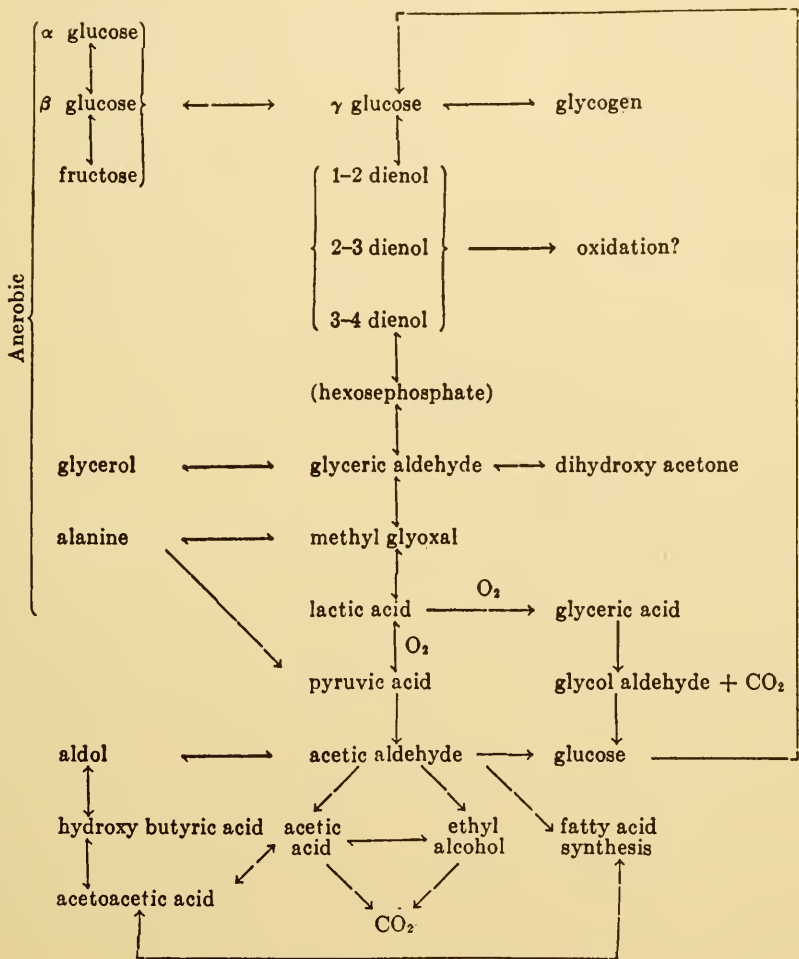 α glucose
β glucose γ glucose glycogen
fructose 1–2 dienol
2–3 dienol oxidation?
Anerobic
3–4 dienol
(hexosephosphate)
glycerol glyceric aldehyde dihydroxy acetone
alanine methyl glyoxal
O₂
lactic acid glyceric acid
O₂
pyruvic acid glycol aldehyde + CO₂
aldol acetic aldehyde glucose
hydroxy butyric acid acetic ethyl fatty acid
acid alcohol synthesis
acetoacetic acid
CO₂